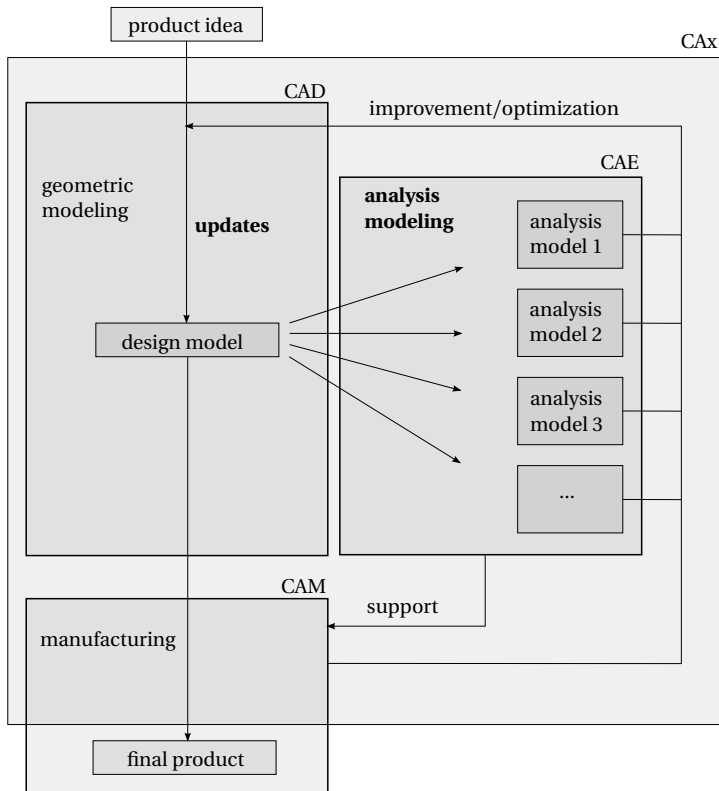 product idea
CAx
CAD
improvement/optimization
CAE
geometric
modeling
updates
analysis
modeling
analysis
model 1
analysis
model 2
design model
analysis
model 3
...
CAM
support
manufacturing
final product